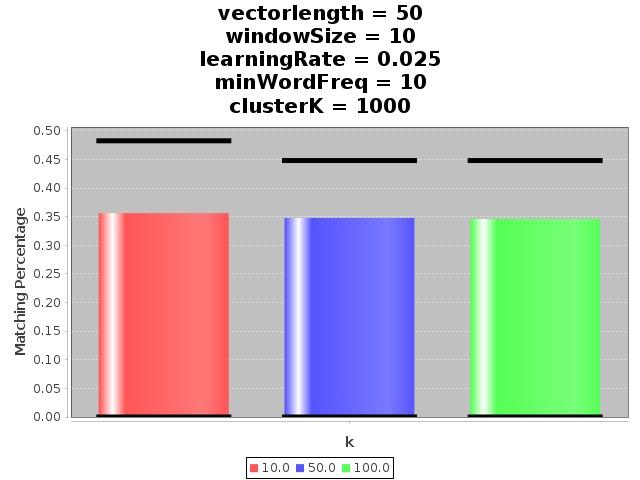 vectorlength = 50
windowSize = 10
learningRate = 0.025
minWordFreq = 10
clusterK = 1000
0.50
0.45
0.40
0.35
0.30
0.25
0.20
0.15
0.10
0.05
0.00
Matching Percentage
k
10.0 50.0 100.0